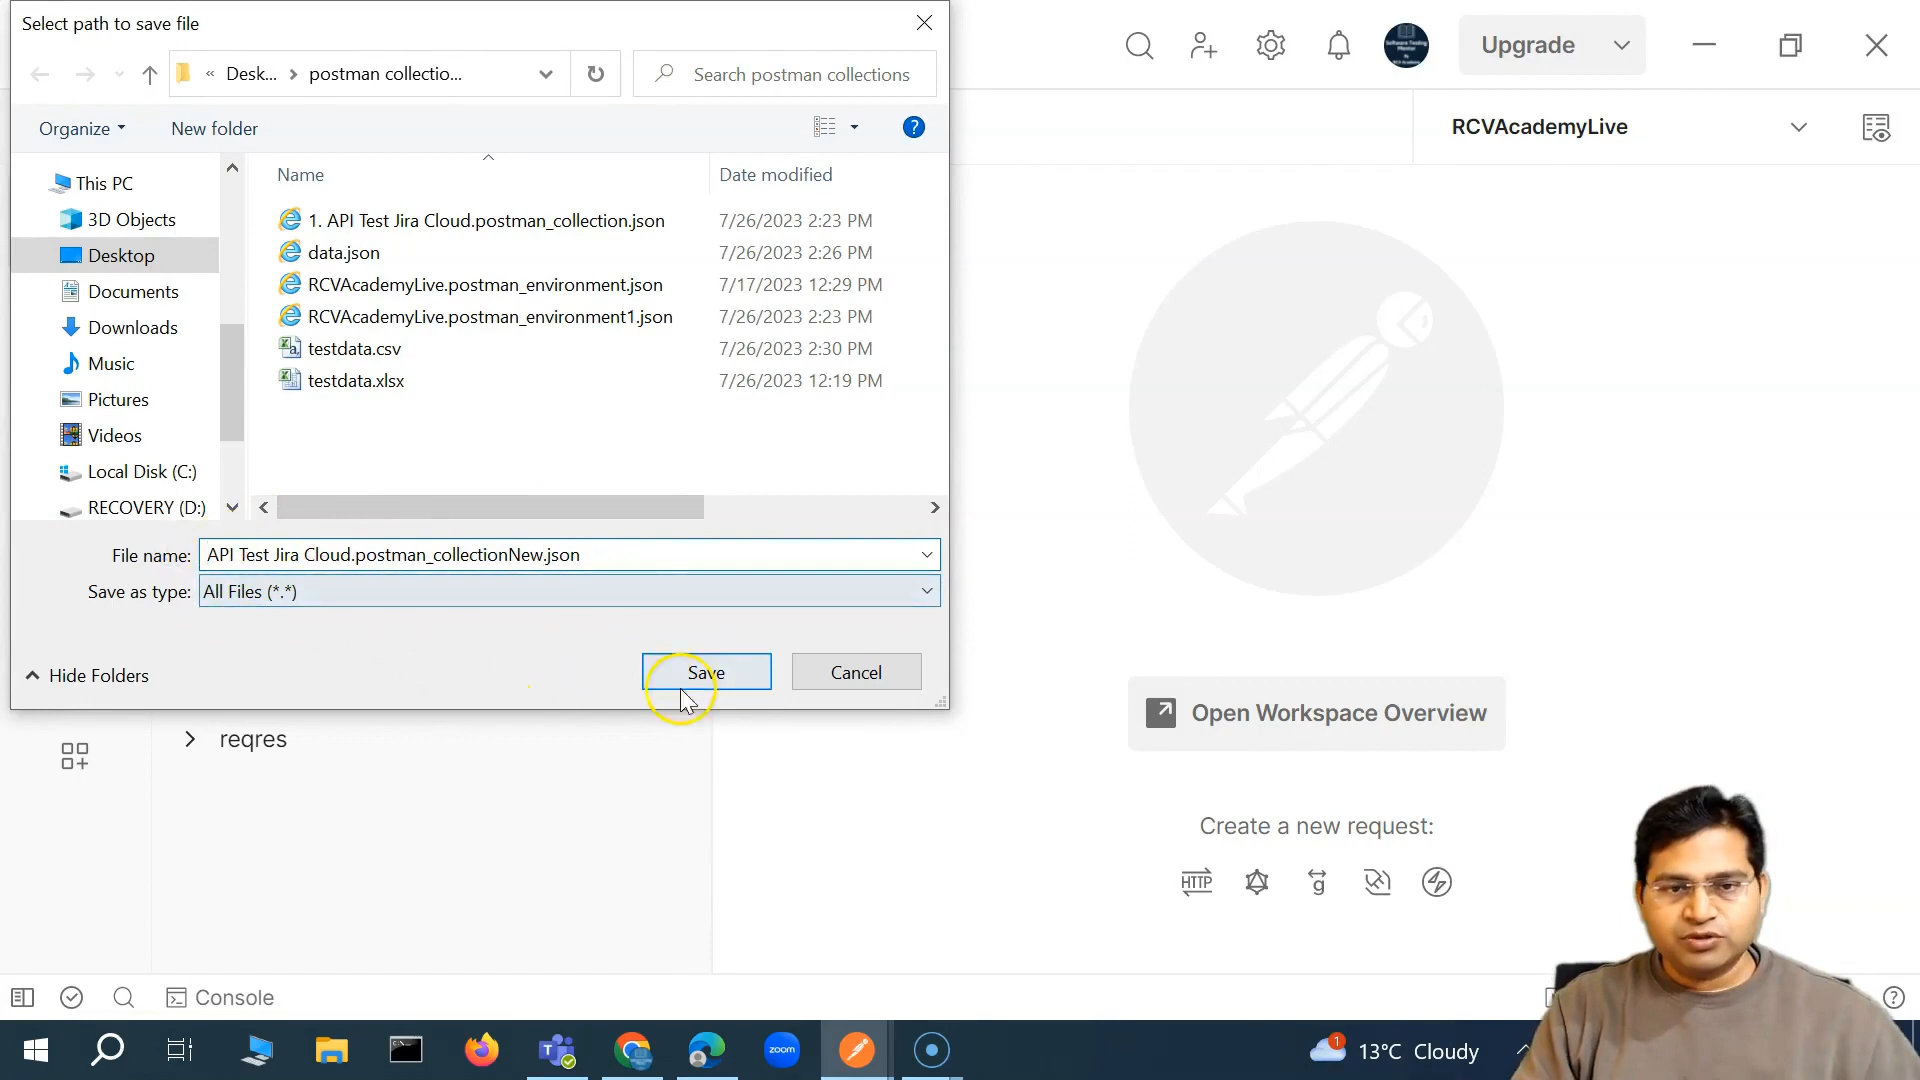 Select path to save file
« Desk... > postman collectio...
Search postman collections
Upgrade
Organize
New folder
?
RCVAcademyLive
Name
Date modified
This PC
3D Objects
Desktop
Documents
Downloads
Music
Pictures
Videos
Local Disk (C:)
RECOVERY (D:)
1. API Test Jira Cloud.postman_collection.json 7/26/2023 2:23 PM
data.json 7/26/2023 2:26 PM
RCVAcademyLive.postman_environment.json 7/17/2023 12:29 PM
RCVAcademyLive.postman_environment1.json 7/26/2023 2:23 PM
testdata.csv 7/26/2023 2:30 PM
testdata.xlsx 7/26/2023 12:19 PM
File name: API Test Jira Cloud.postman_collectionNew.json
Save as type: All Files (*.*)
Hide Folders
Save
Cancel
reqres
Open Workspace Overview
Create a new request:
HTTP
g
Console
?
zoom
1
13°C Cloudy